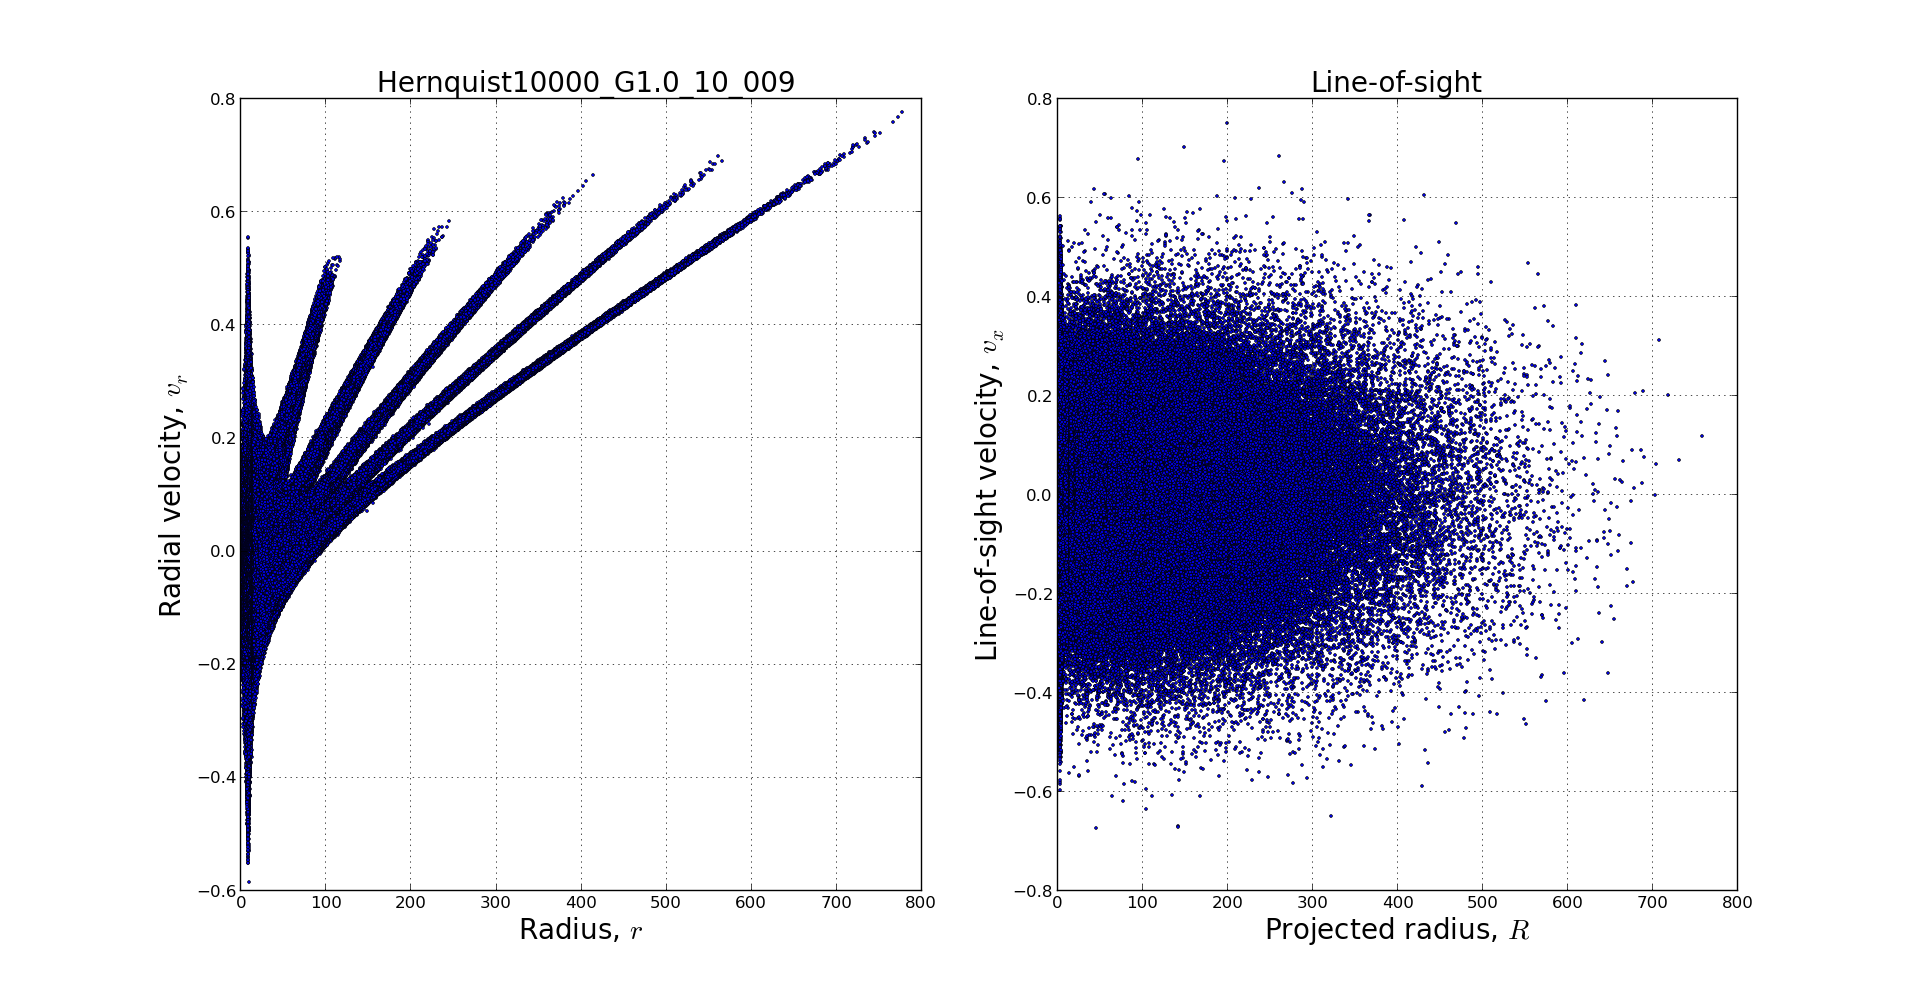 Hernquist10000_G1.0_10_009
Radial velocity, v_r
0.8
0.6
0.4
0.2
0.0
−0.2
−0.4
−0.6
0 100 200 300 400 500 600 700 800
Radius, r
Line-of-sight
Line-of-sight velocity, v_x
0.8
0.6
0.4
0.2
0.0
−0.2
−0.4
−0.6
−0.8
0 100 200 300 400 500 600 700 800
Projected radius, R